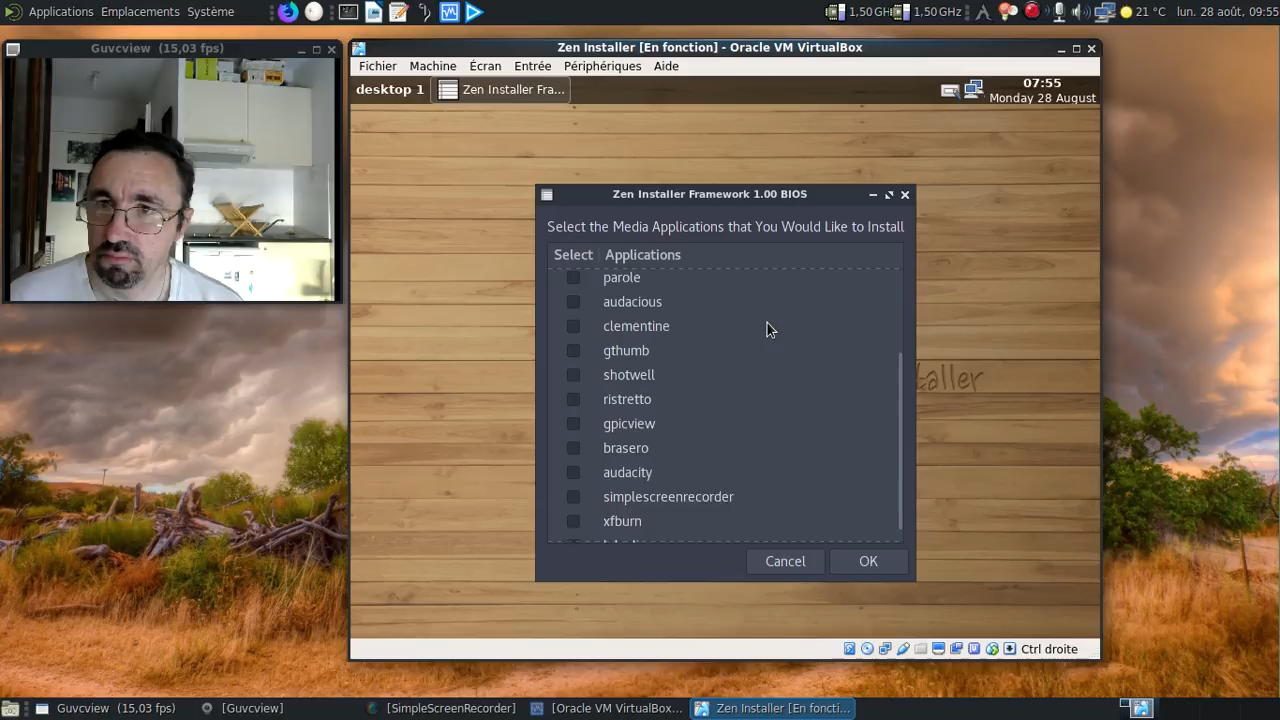 Applications Emplacements Système
1,50 GHz 1,50 GHz 21 °C lun. 28 août, 09:55
Guvcview (15,03 fps)
Zen Installer [En fonction] - Oracle VM VirtualBox
Fichier Machine Écran Entrée Périphériques Aide
desktop 1 Zen Installer Fra... 07:55
Monday 28 August
Zen Installer Framework 1.00 BIOS
Select the Media Applications that You Would Like to Install
Select Applications
parole
audacious
clementine
gthumb
shotwell
ristretto
gpicview
brasero
audacity
simplescreenrecorder
xfburn
Cancel OK
taller
Ctrl droite
Guvcview (15,03 fps) [Guvcview] [SimpleScreenRecorder] [Oracle VM VirtualBox... Zen Installer [En foncti...